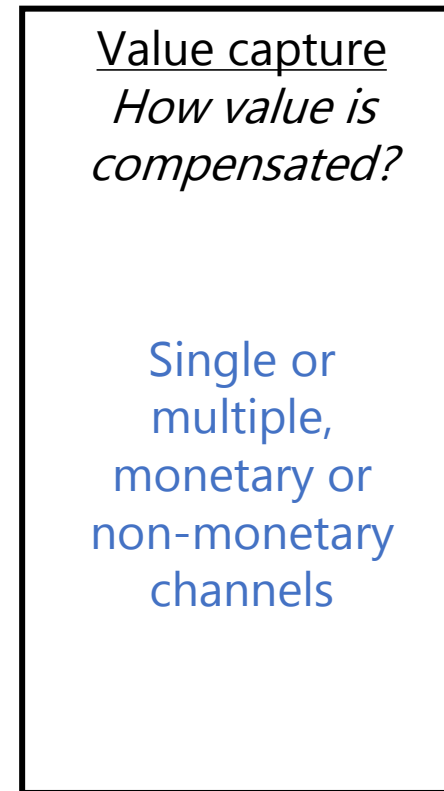 Value capture
How value is
compensated?
Single or
multiple,
monetary or
non-monetary
channels